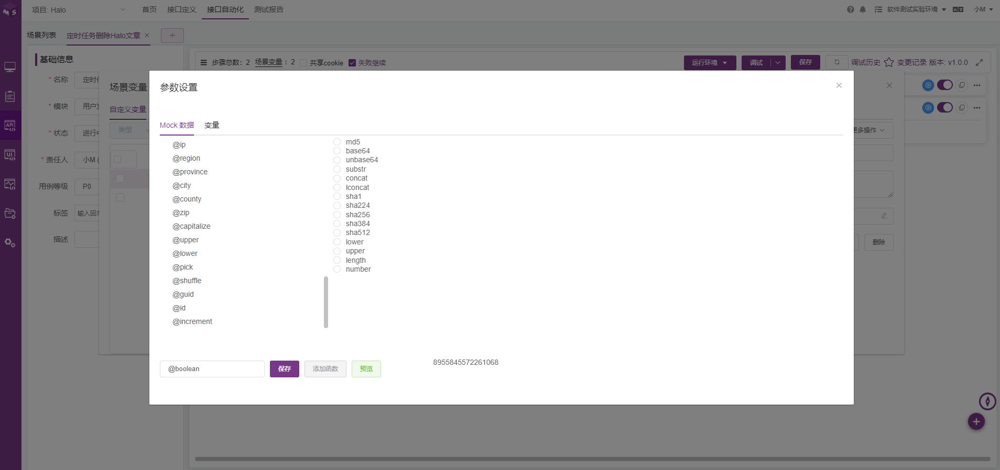 项目: Halo
首页
接口定义
接口自动化
测试报告
软件测试实验环境
小M
场景列表
定时任务删除Halo文章
基础信息
步骤总数: 2
场景变量 : 2
共享cookie
失败继续
运行环境
调试
保存
调试历史
变更记录
版本: v1.0.0
* 名称
定时
* 模块
* 状态
进行
* 责任人
小M (
用例等级
P0
标签
输入回
描述
场景变量
自定义变量
类型
更多操作
删除
参数设置
Mock 数据
变量
@ip
@region
@province
@city
@county
@zip
@capitalize
@upper
@lower
@pick
@shuffle
@guid
@id
@increment
md5
base64
unbase64
substr
concat
lconcat
sha1
sha224
sha256
sha384
sha512
lower
upper
length
number
@boolean
保存
添加函数
预览
8955845572261068
API
UI